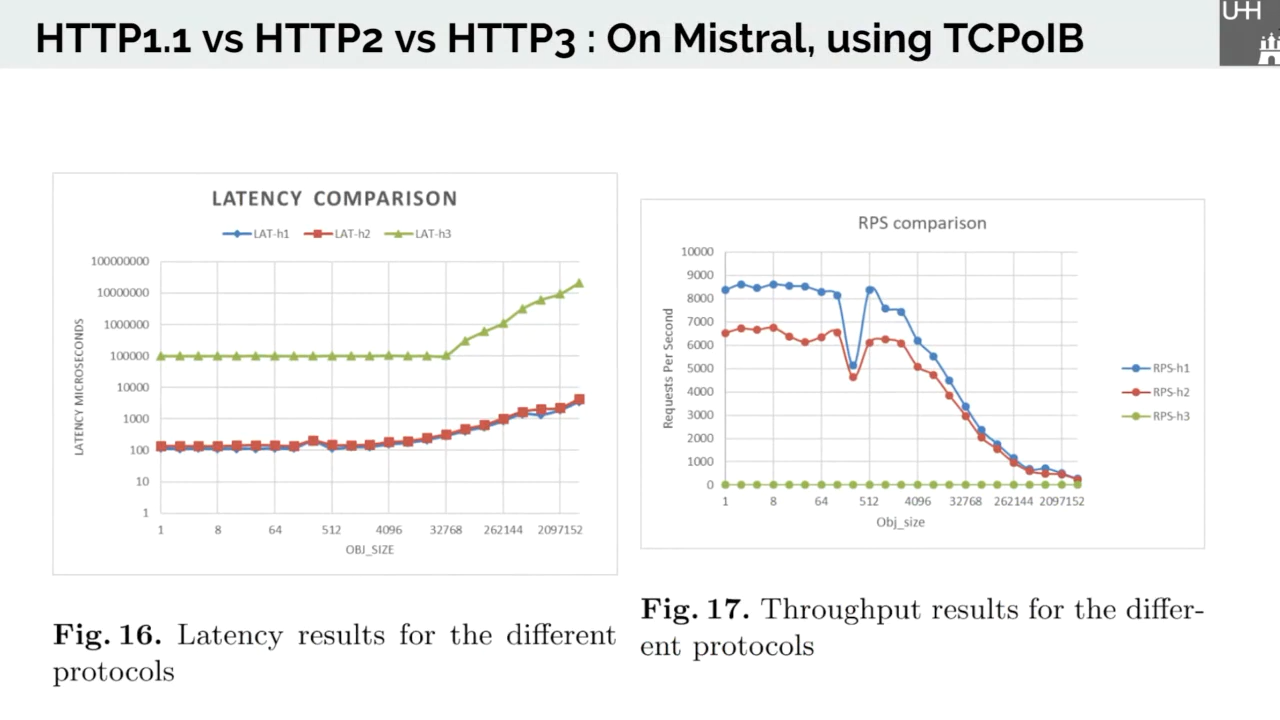 HTTP1.1 vs HTTP2 vs HTTP3 : On Mistral, using TCPoIB
UHH
LATENCY COMPARISON
LAT-h1 LAT-h2 LAT-h3
LATENCY MICROSECONDS
100000000
10000000
1000000
100000
10000
1000
100
10
1
1 8 64 512 4096 32768 262144 2097152
OBJ_SIZE
Fig. 16. Latency results for the different
protocols
RPS comparison
Requests Per Second
10000
9000
8000
7000
6000
5000
4000
3000
2000
1000
0
1 8 64 512 4096 32768 262144 2097152
Obj_size
RPS-h1
RPS-h2
RPS-h3
Fig. 17. Throughput results for the differ-
ent protocols